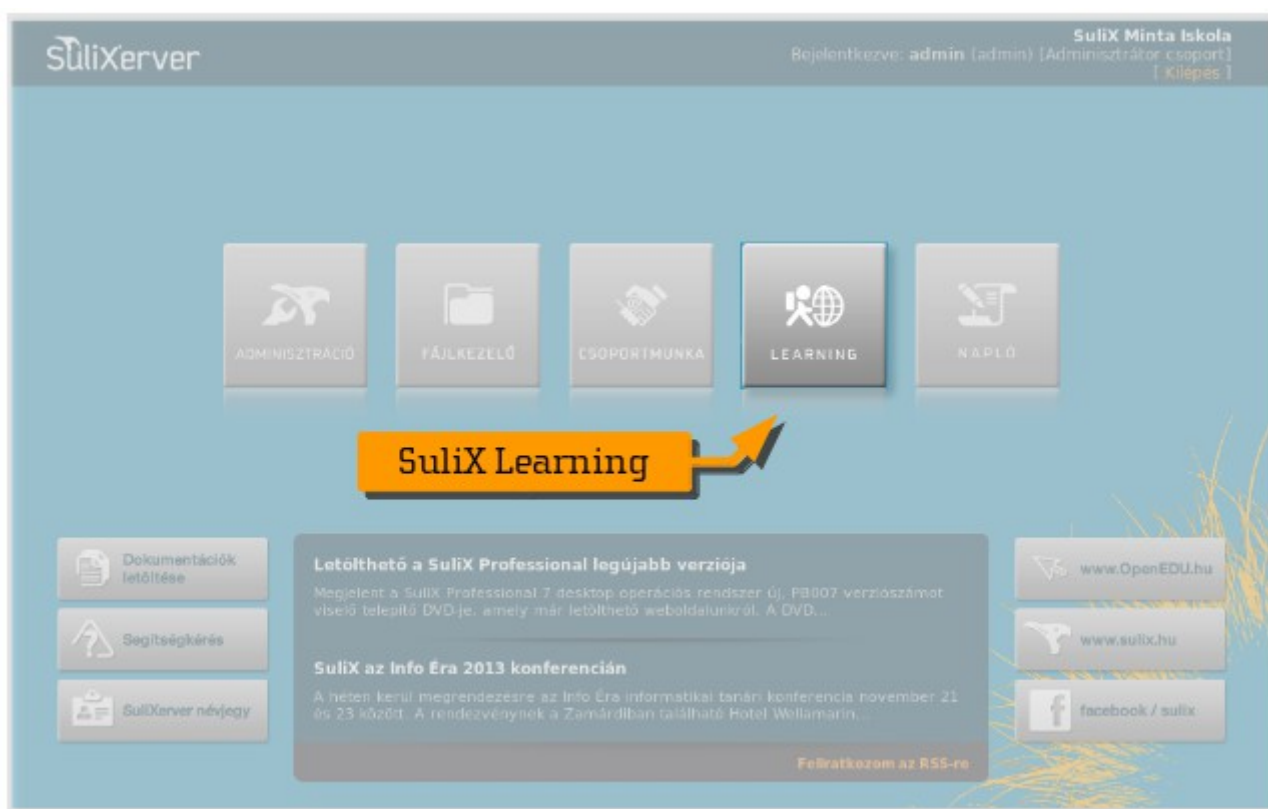 SuliXerver
SuliX Minta Iskola
Bejelentkezve: admin (admin) [Adminisztrátor csoport]
[ Kilépés ]
ADMINISZTRÁCIÓ
FÁJLKEZELŐ
CSOPORTMUNKA
LEARNING
NAPLÓ
SuliX Learning
Dokumentációk
letöltése
Segítségkérés
SuliXerver névjegy
Letölthető a SuliX Professional legújabb verziója
Megjelent a SuliX Professional 7 desktop operációs rendszer új, PB007 verziószámot
viselő telepítő DVD-je, amely már letölthető weboldalunkról. A DVD...
SuliX az Info Éra 2013 konferencián
A héten kerül megrendezésre az Info Éra informatikai tanári konferencia november 21
és 23 között. A rendezvénynek a Zamárdiban található Hotel Wellamarin...
Feliratkozom az RSS-re
www.OpenEDU.hu
www.sulix.hu
facebook / sulix